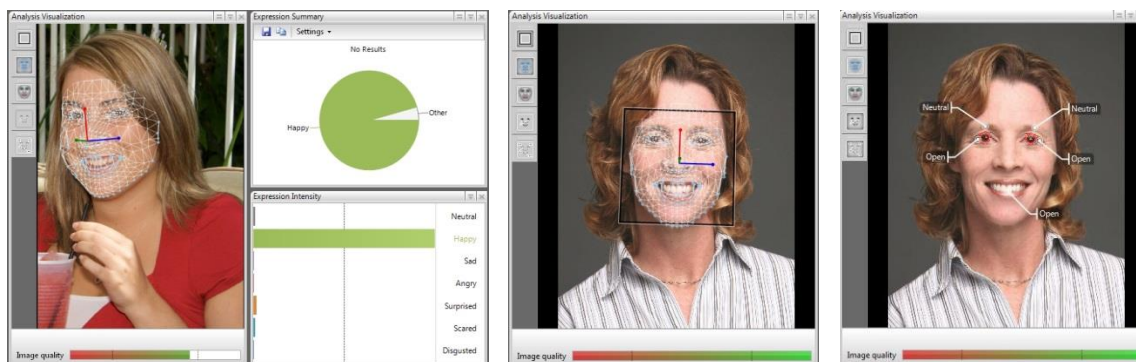 Analysis Visualization
Image quality
Expression Summary
Settings
No Results
Happy
Other
Expression Intensity
Neutral
Happy
Sad
Angry
Surprised
Scared
Disgusted
Analysis Visualization
Image quality
Analysis Visualization
Neutral
Neutral
Open
Open
Open
Image quality